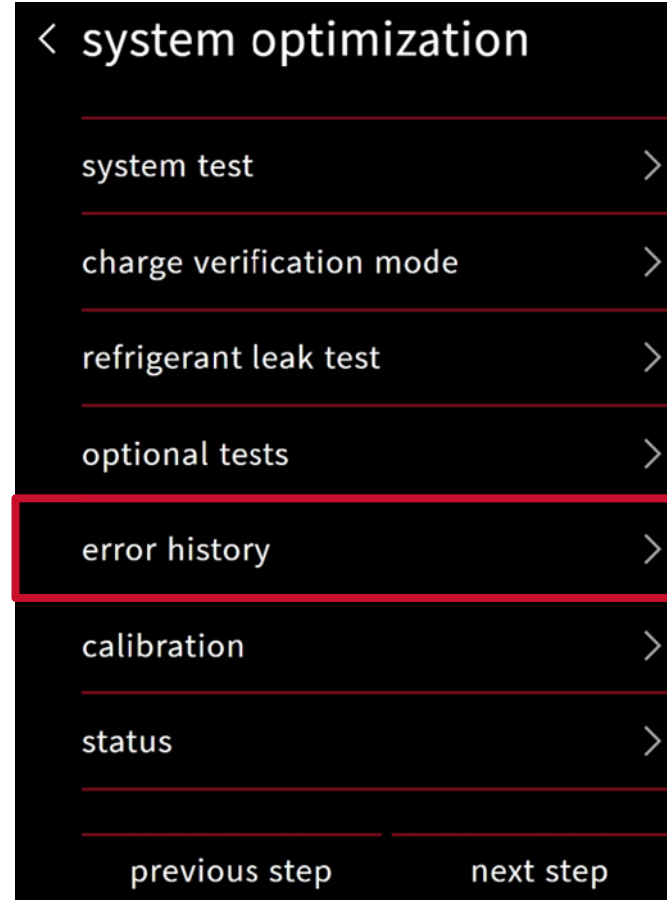 system optimization
system test
charge verification mode
refrigerant leak test
optional tests
error history
calibration
status
previous step
next step